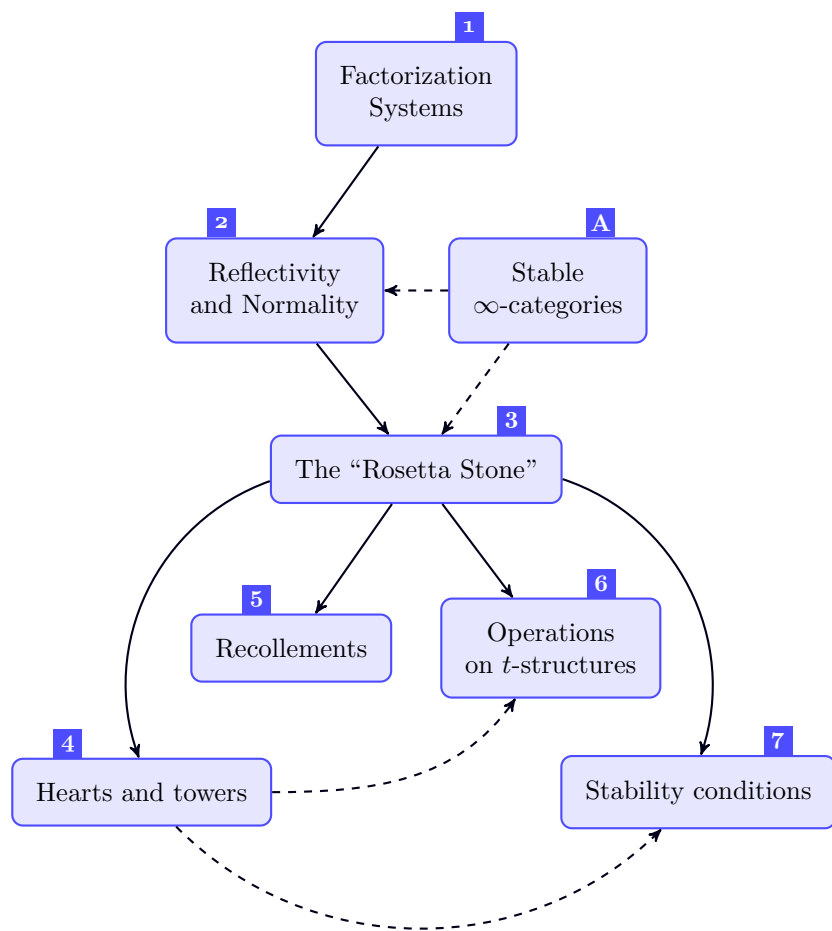 1
Factorization
Systems
2
Reflectivity
and Normality
A
Stable
∞-categories
3
The “Rosetta Stone”
5
Recollements
6
Operations
on t-structures
4
Hearts and towers
7
Stability conditions